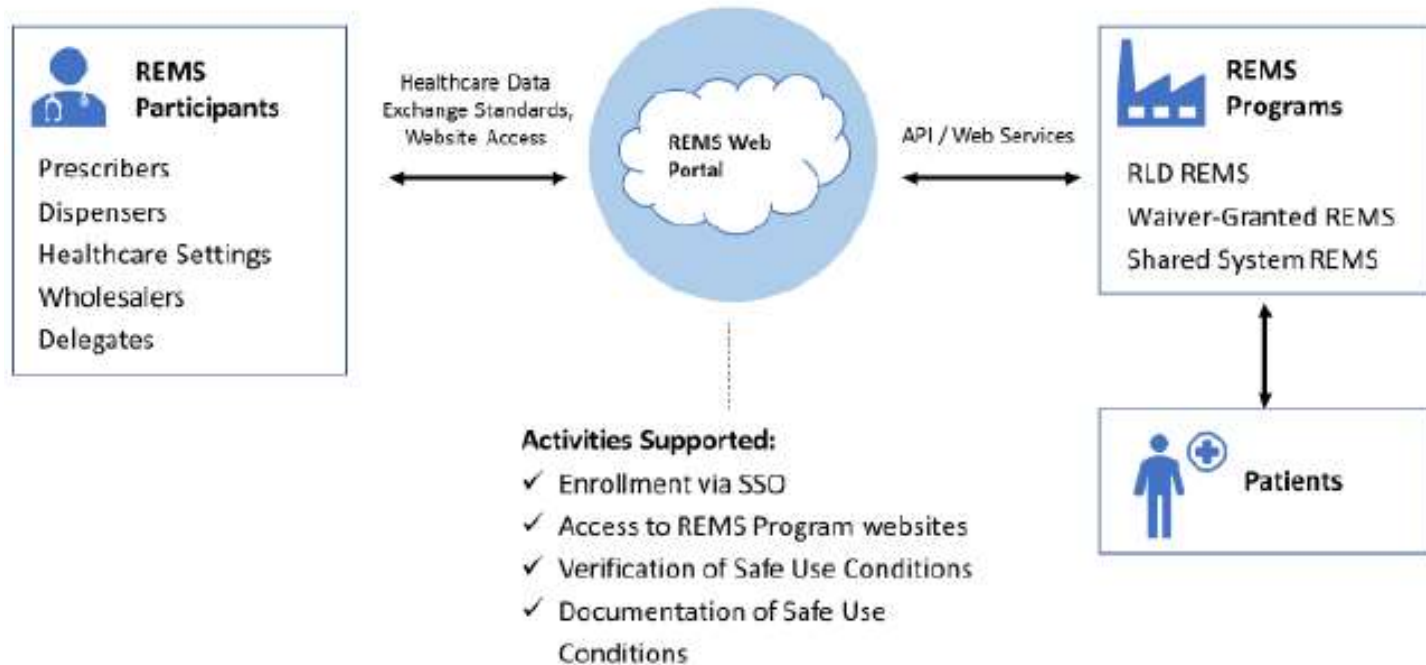 REMS
Participants
Prescribers
Dispensers
Healthcare Settings
Wholesalers
Delegates
Healthcare Data
Exchange Standards,
Website Access
REMS Web
Portal
API / Web Services
REMS
Programs
RLD REMS
Waiver-Granted REMS
Shared System REMS
Activities Supported:
✓ Enrollment via SSO
✓ Access to REMS Program websites
✓ Verification of Safe Use Conditions
✓ Documentation of Safe Use
Conditions
Patients